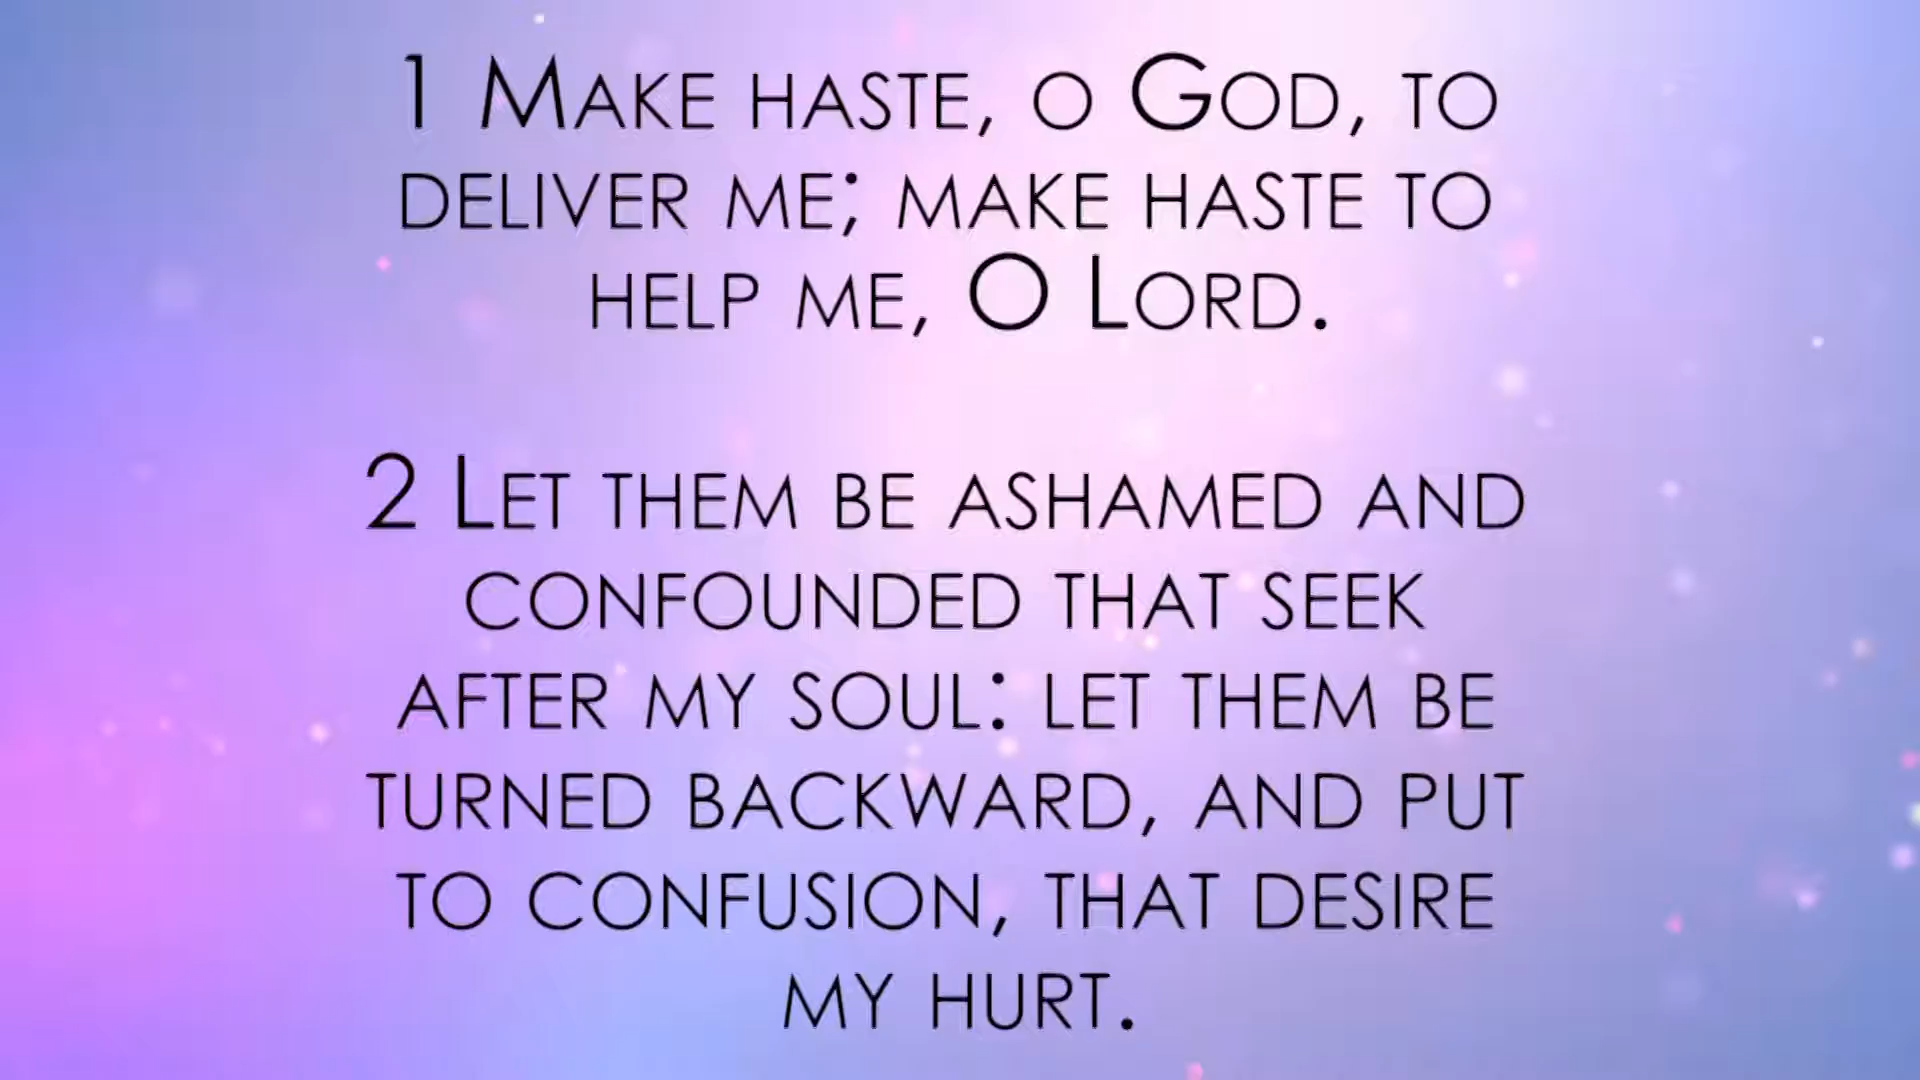 1 Make haste, o God, to
deliver me; make haste to
help me, O Lord.
2 Let them be ashamed and
confounded that seek
after my soul: let them be
turned backward, and put
to confusion, that desire
my hurt.